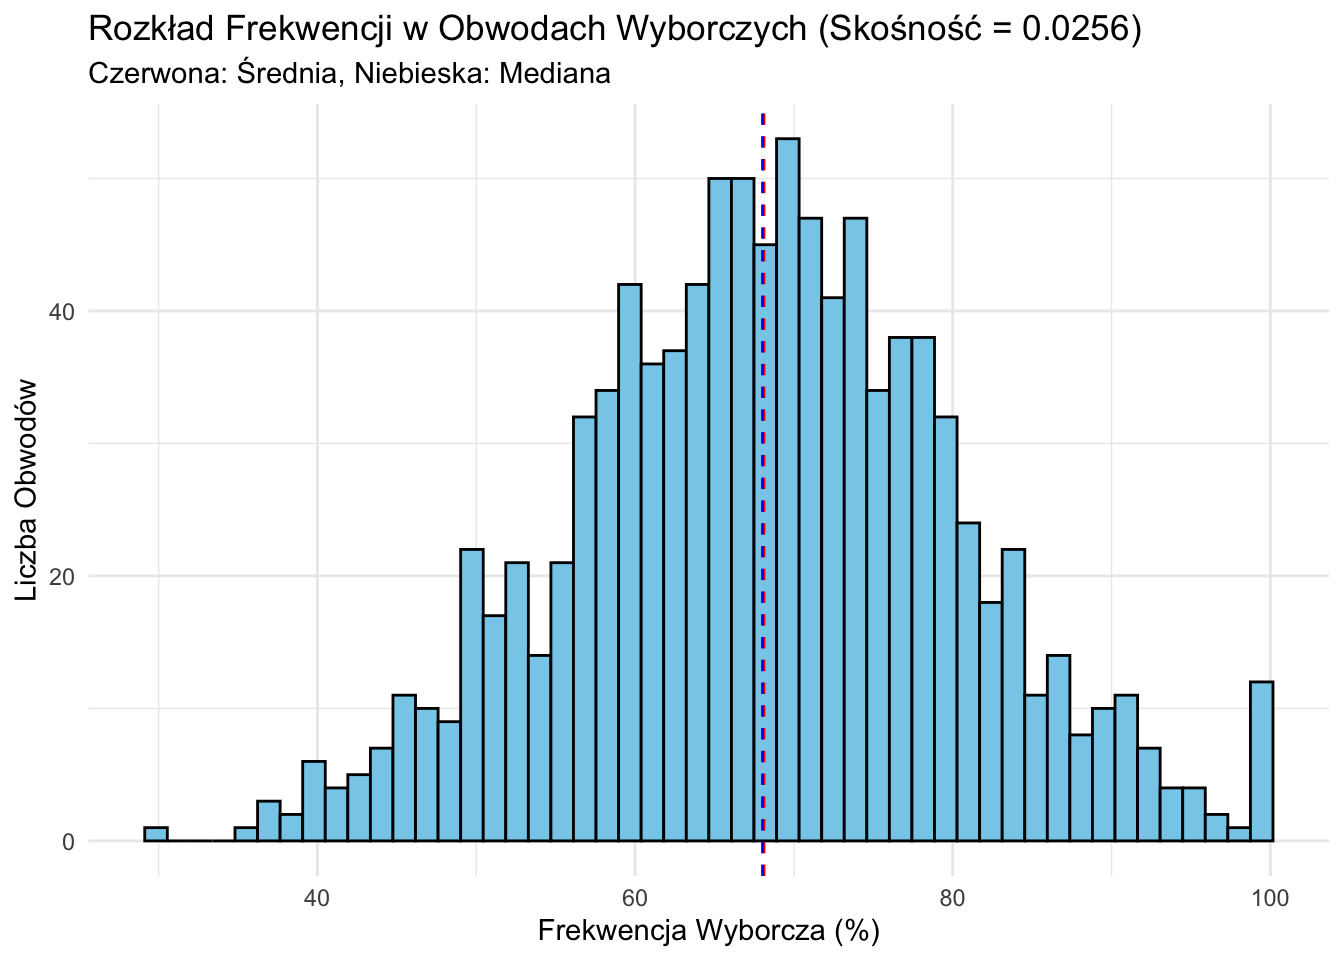 Rozkład Frekwencji w Obwodach Wyborczych (Skośność = 0.0256)
Czerwona: Średnia, Niebieska: Mediana
Liczba Obwodów
40
20
0
40
60
80
100
Frekwencja Wyborcza (%)